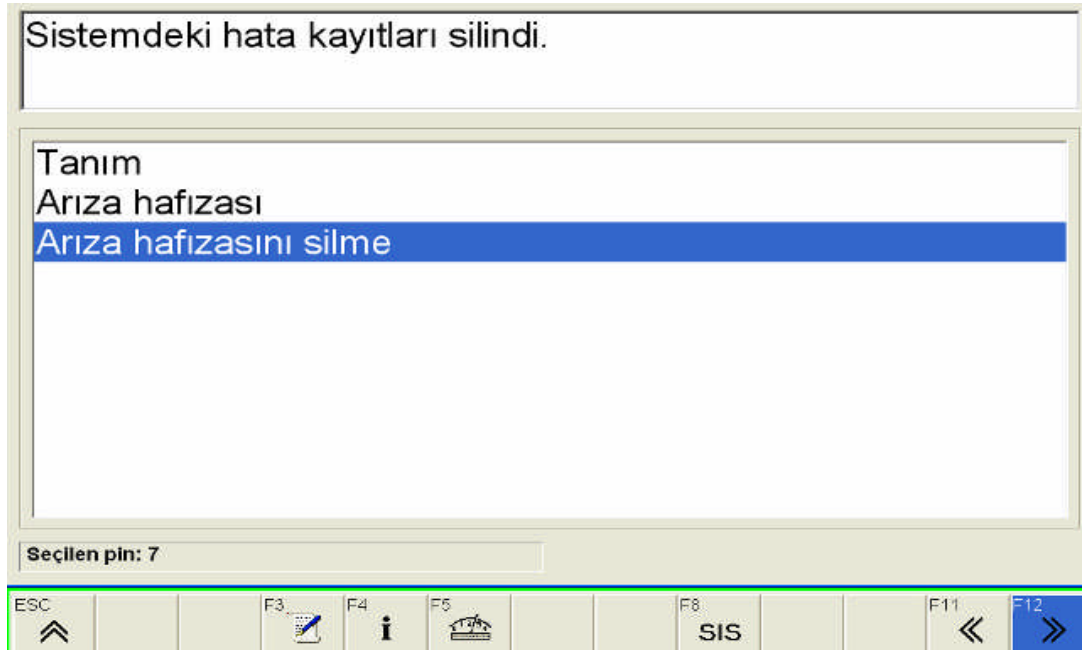 Sistemdeki hata kayıtları silindi.
Tanım
Arıza hafızası
Arıza hafızasını silme
Seçilen pin: 7
ESC F3 F4 i F5 F8 SIS F11 F12